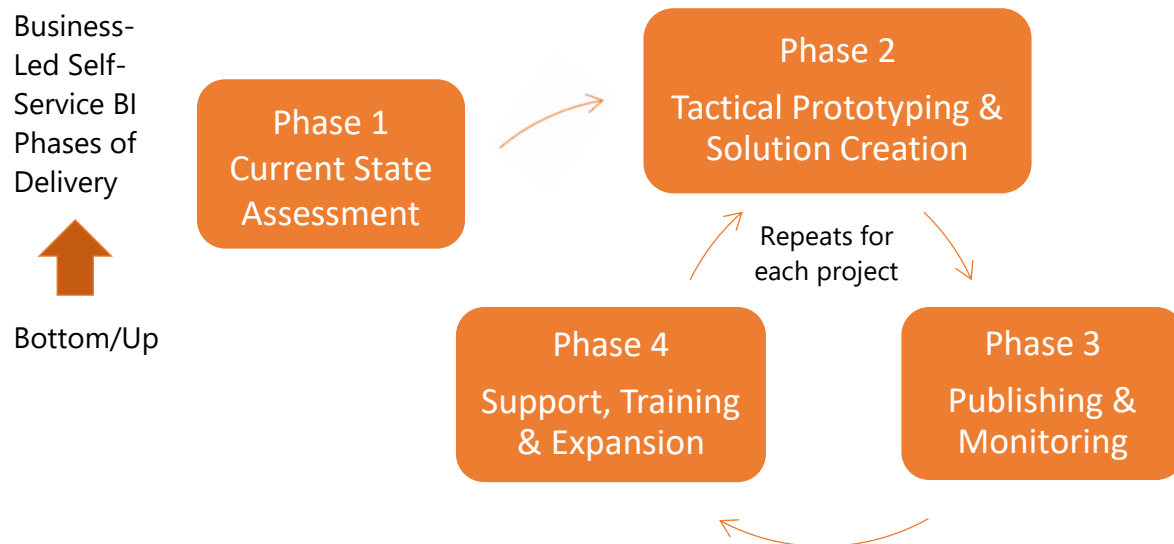 Business-
Led Self-
Service BI
Phases of
Delivery
Bottom/Up
Phase 1
Current State
Assessment
Phase 2
Tactical Prototyping &
Solution Creation
Repeats for
each project
Phase 3
Publishing &
Monitoring
Phase 4
Support, Training
& Expansion